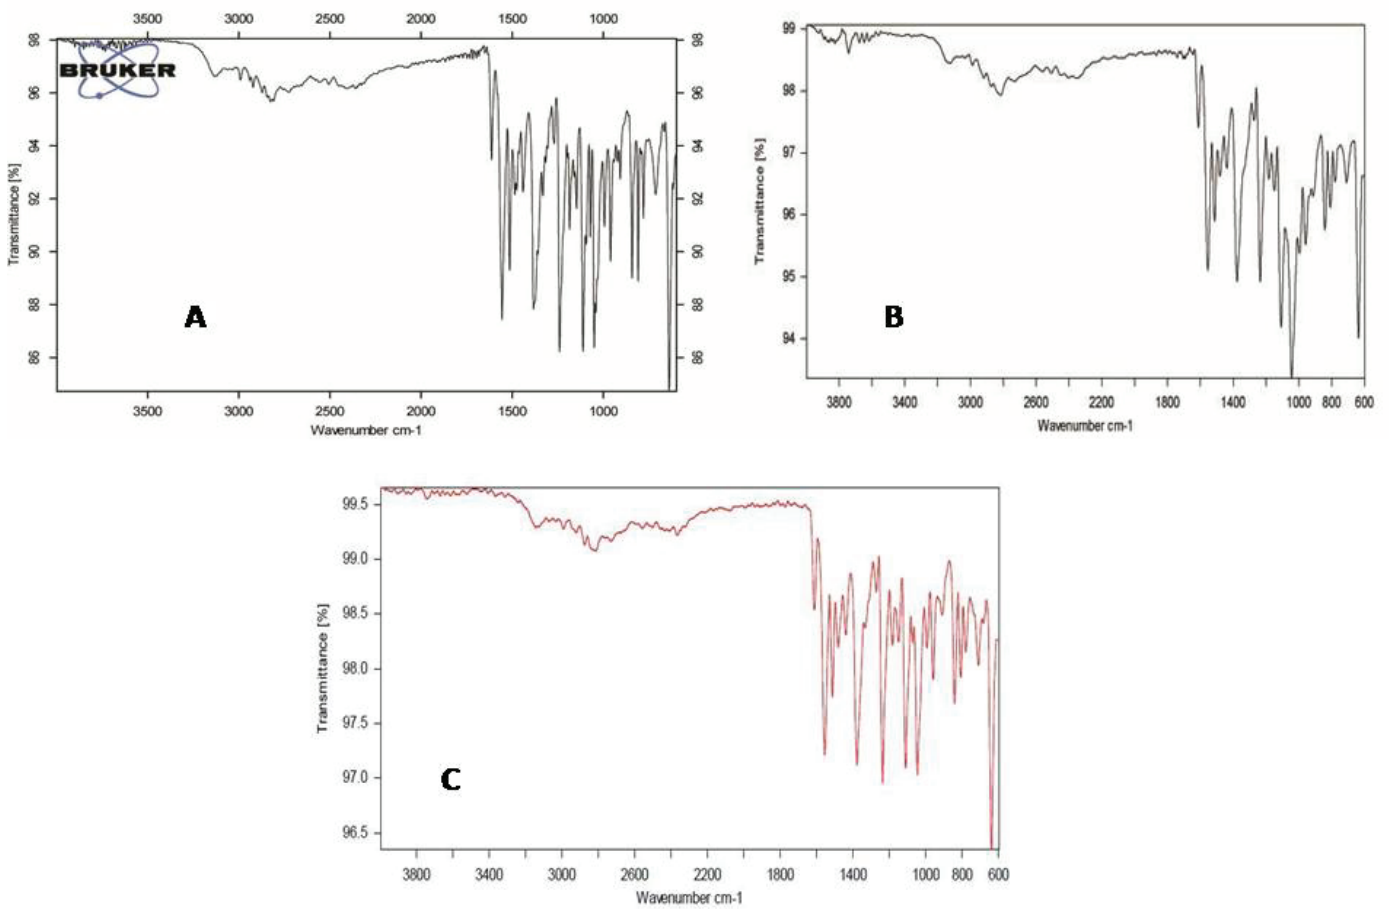 3500 3000 2500 2000 1500 1000
98 98
BRUKER
96 96
94 94
92 92
90 90
88 88
86 86
Transmittance [%]
A
3500 3000 2500 2000 1500 1000
Wavenumber cm-1
99
98
97
96
95
94
Transmittance [%]
B
3800 3400 3000 2600 2200 1800 1400 1000 800 600
Wavenumber cm-1
99.5
99.0
98.5
98.0
97.5
97.0
96.5
Transmittance [%]
C
3800 3400 3000 2600 2200 1800 1400 1000 800 600
Wavenumber cm-1